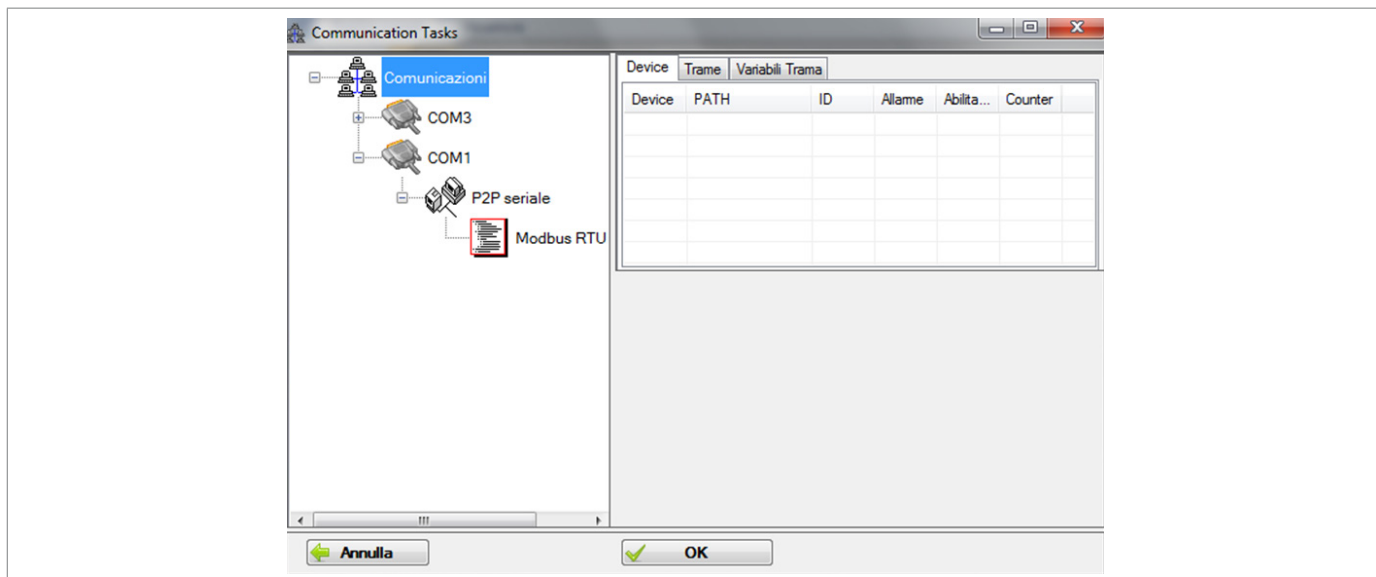 Communication Tasks
Comunicazioni
COM3
COM1
P2P seriale
Modbus RTU
Device Trame Variabili Trama
Device PATH ID Allarme Abilita... Counter
Annulla OK